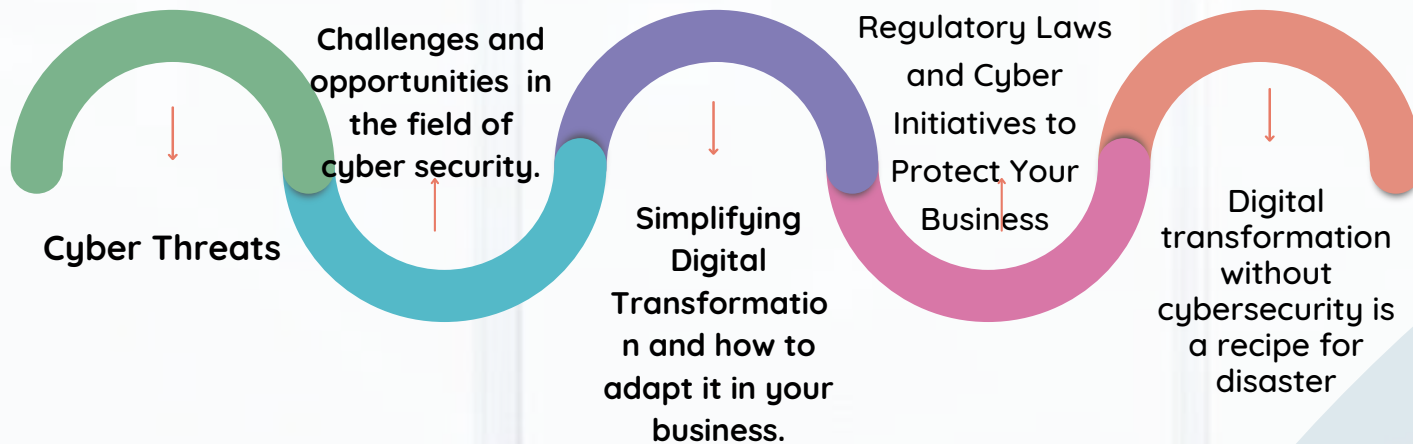 Cyber Threats
Challenges and
opportunities in
the field of
cyber security.
Simplifying
Digital
Transformatio
n and how to
adapt it in your
business.
Regulatory Laws
and Cyber
Initiatives to
Protect Your
Business
Digital
transformation
without
cybersecurity is
a recipe for
disaster